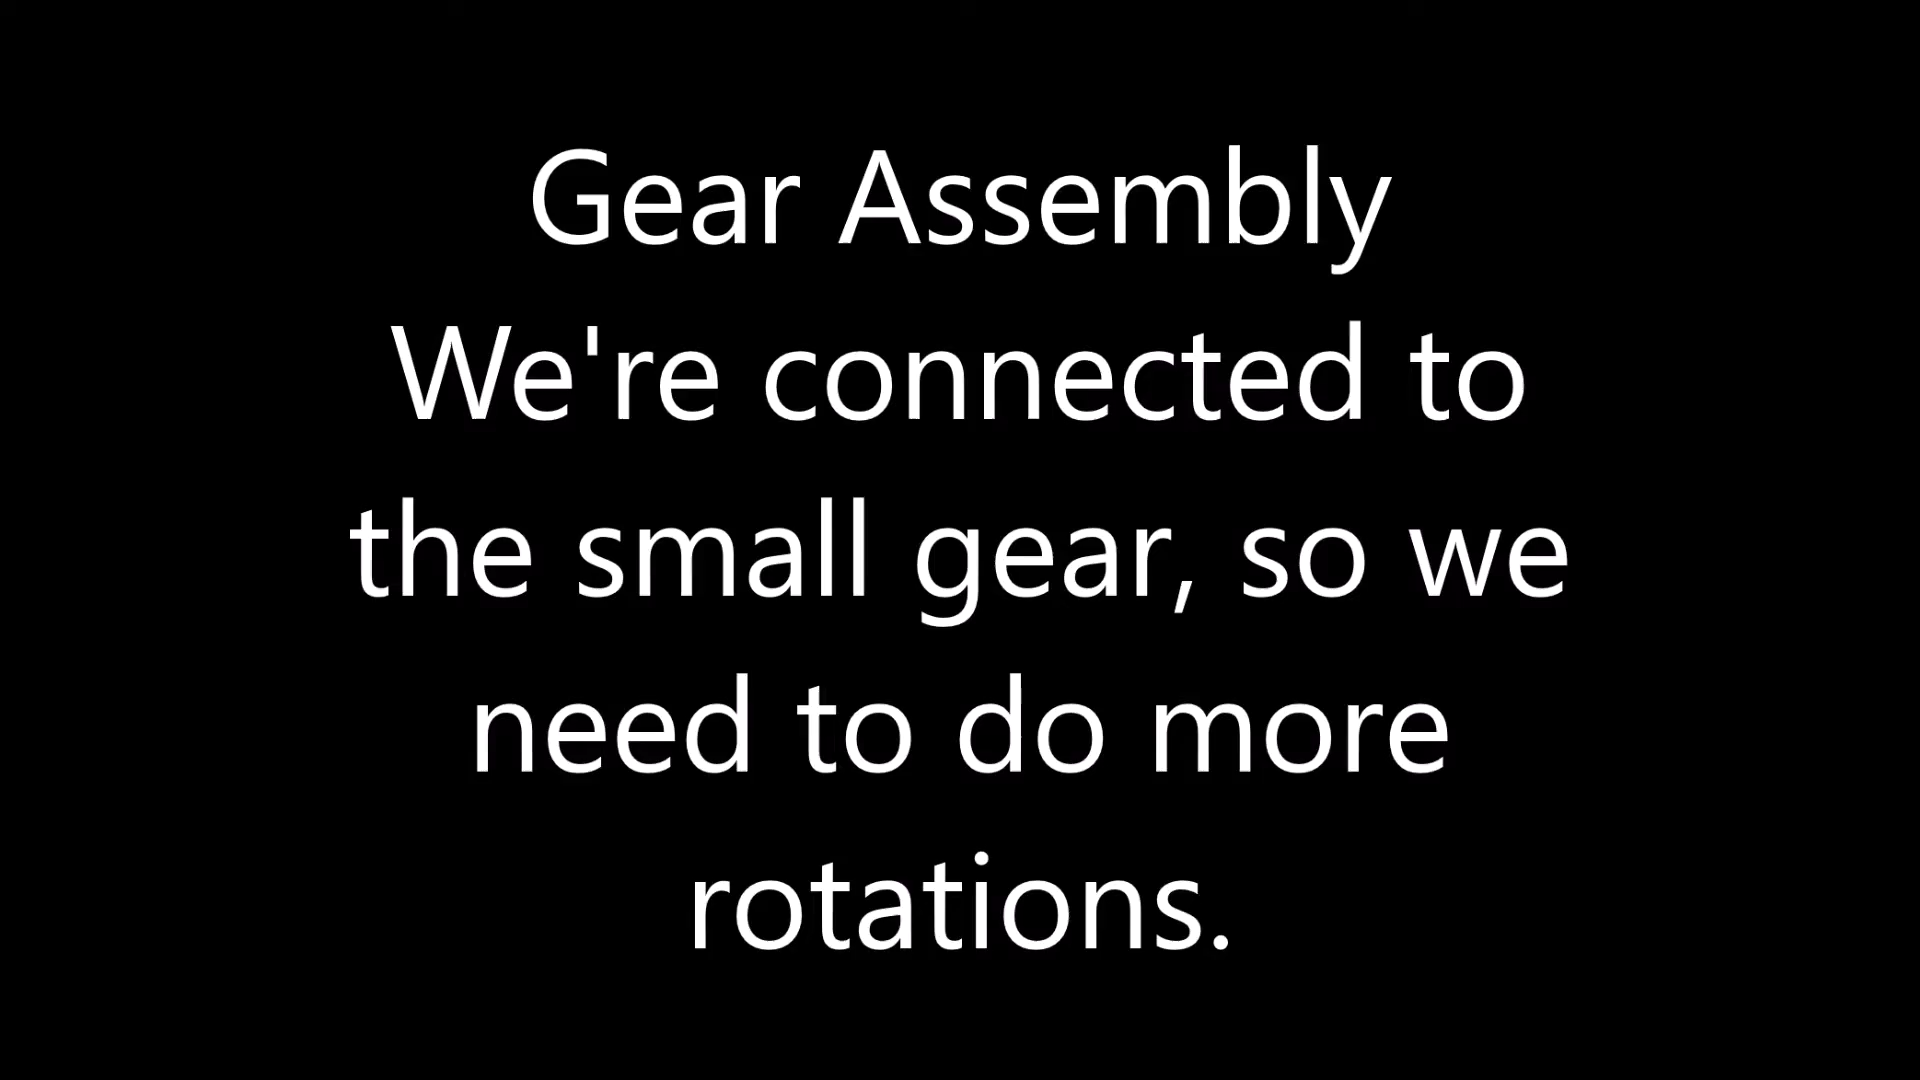 Gear Assembly
We're connected to
the small gear, so we
need to do more
rotations.